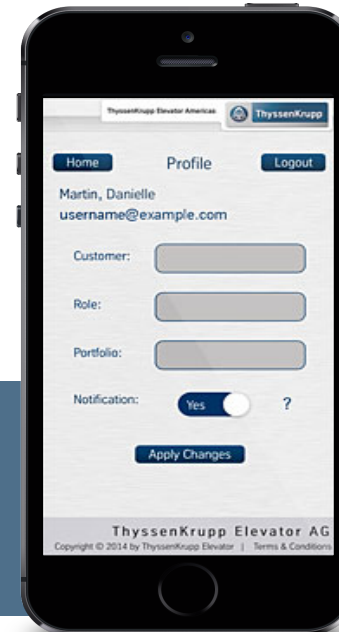 ThyssenKrupp Elevator Americas ThyssenKrupp
Home Profile Logout
Martin, Danielle
username@example.com
Customer:
Role:
Portfolio:
Notification: Yes ?
Apply Changes
ThyssenKrupp Elevator AG
Copyright © 2014 by ThyssenKrupp Elevator | Terms & Conditions